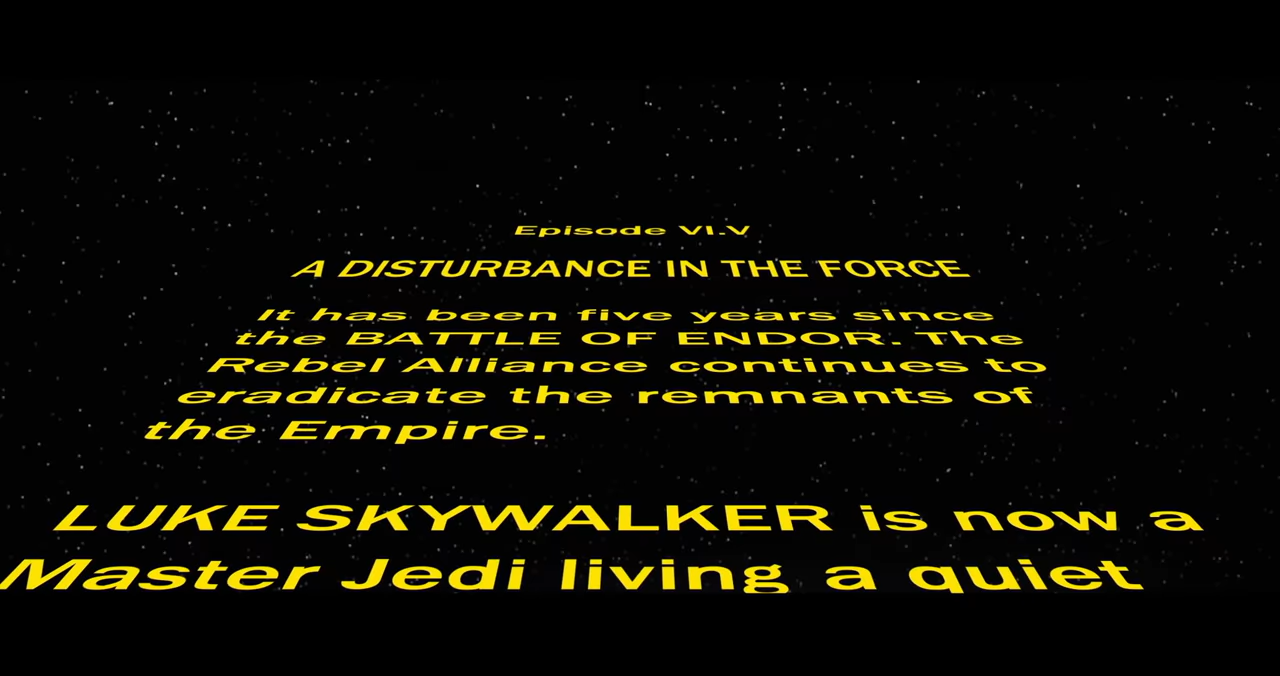 Episode VI.V
A DISTURBANCE IN THE FORCE
It has been five years since
the BATTLE OF ENDOR. The
Rebel Alliance continues to
eradicate the remnants of
the Empire.
LUKE SKYWALKER is now a
Master Jedi living a quiet